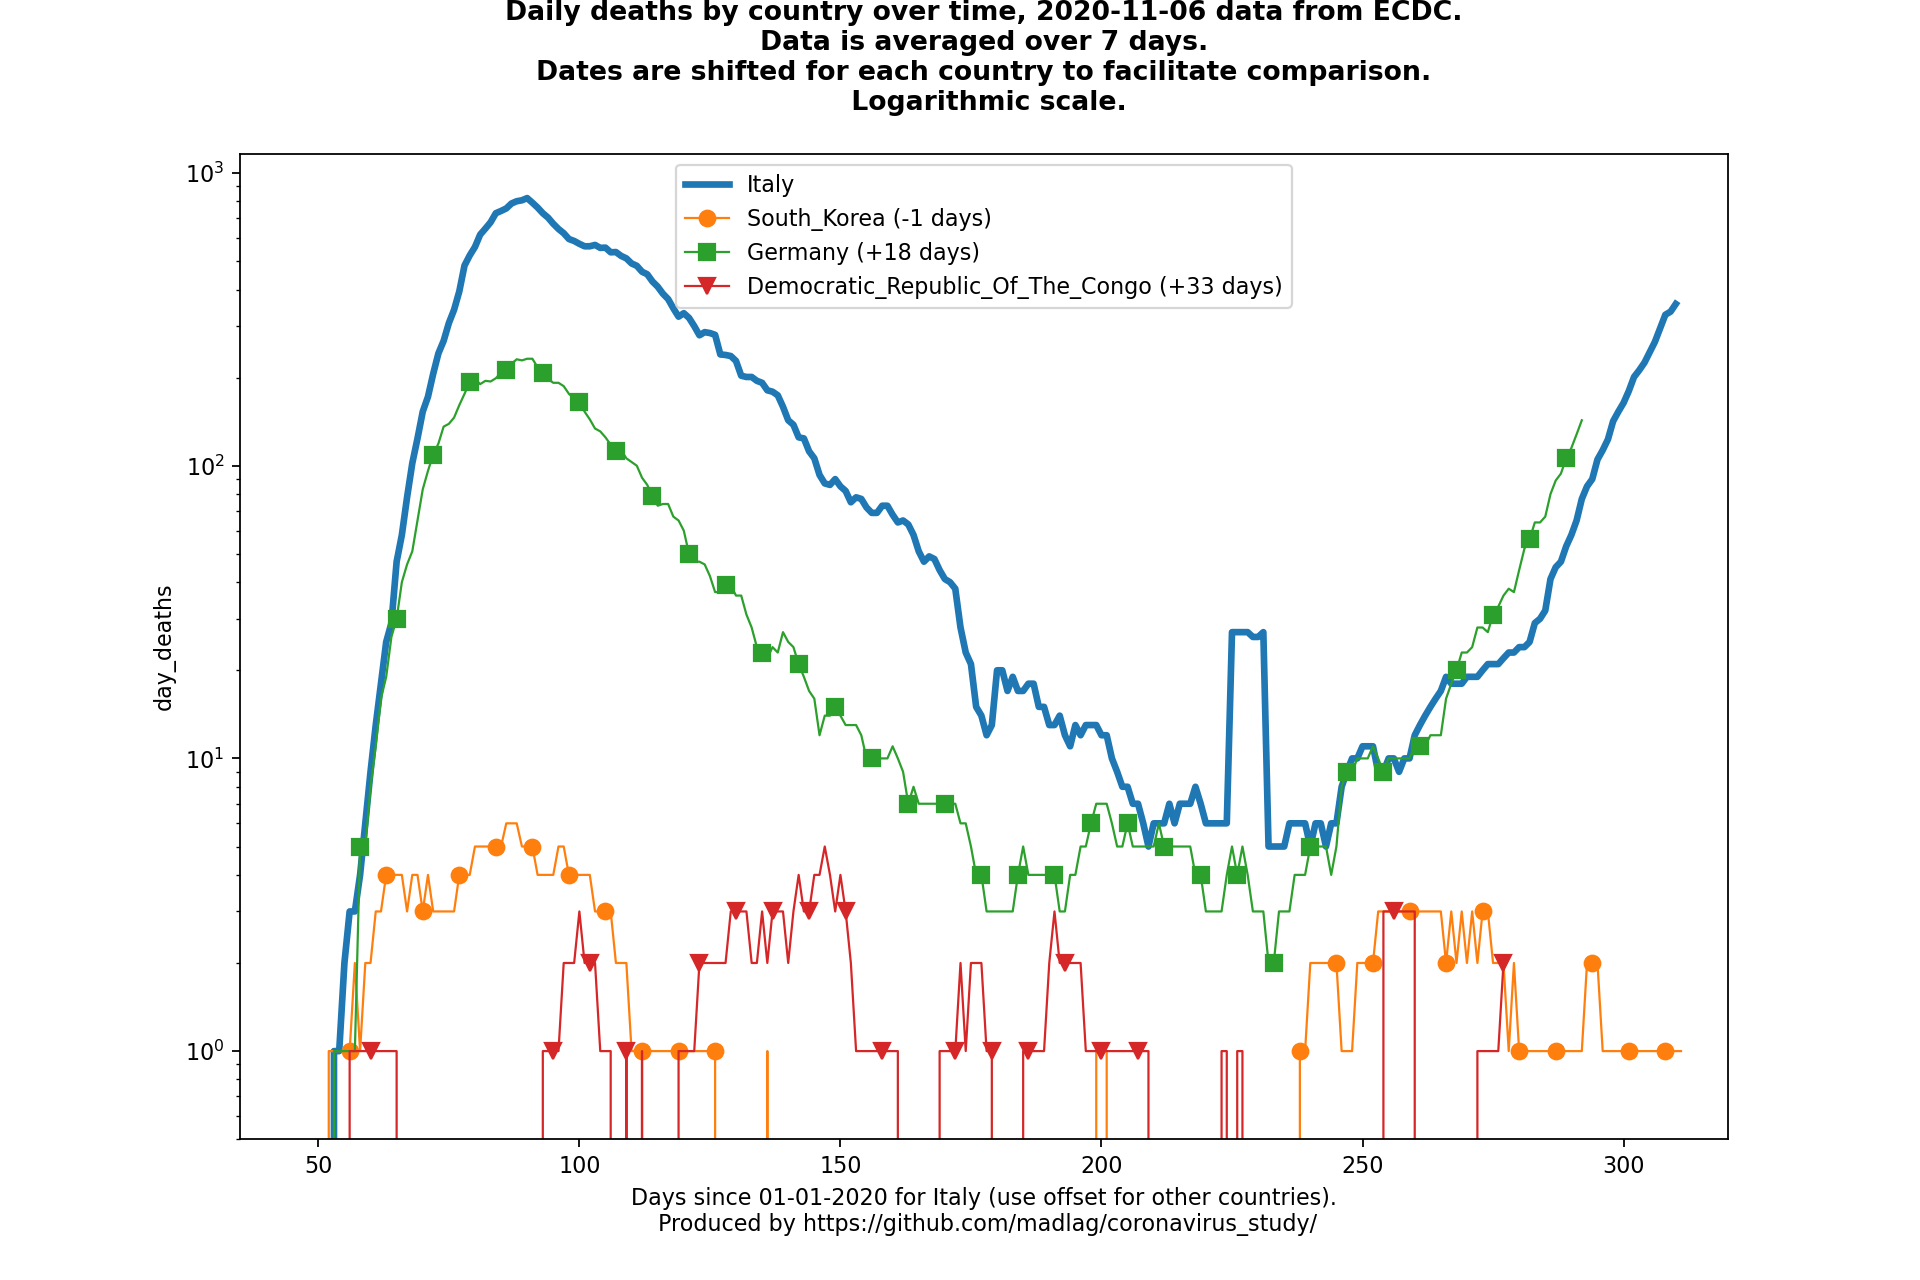 Daily deaths by country over time, 2020-11-06 data from ECDC.
Data is averaged over 7 days.
Dates are shifted for each country to facilitate comparison.
Logarithmic scale.
10³
Italy
South_Korea (-1 days)
Germany (+18 days)
Democratic_Republic_Of_The_Congo (+33 days)
10²
day_deaths
10¹
10⁰
50 100 150 200 250 300
Days since 01-01-2020 for Italy (use offset for other countries).
Produced by https://github.com/madlag/coronavirus_study/